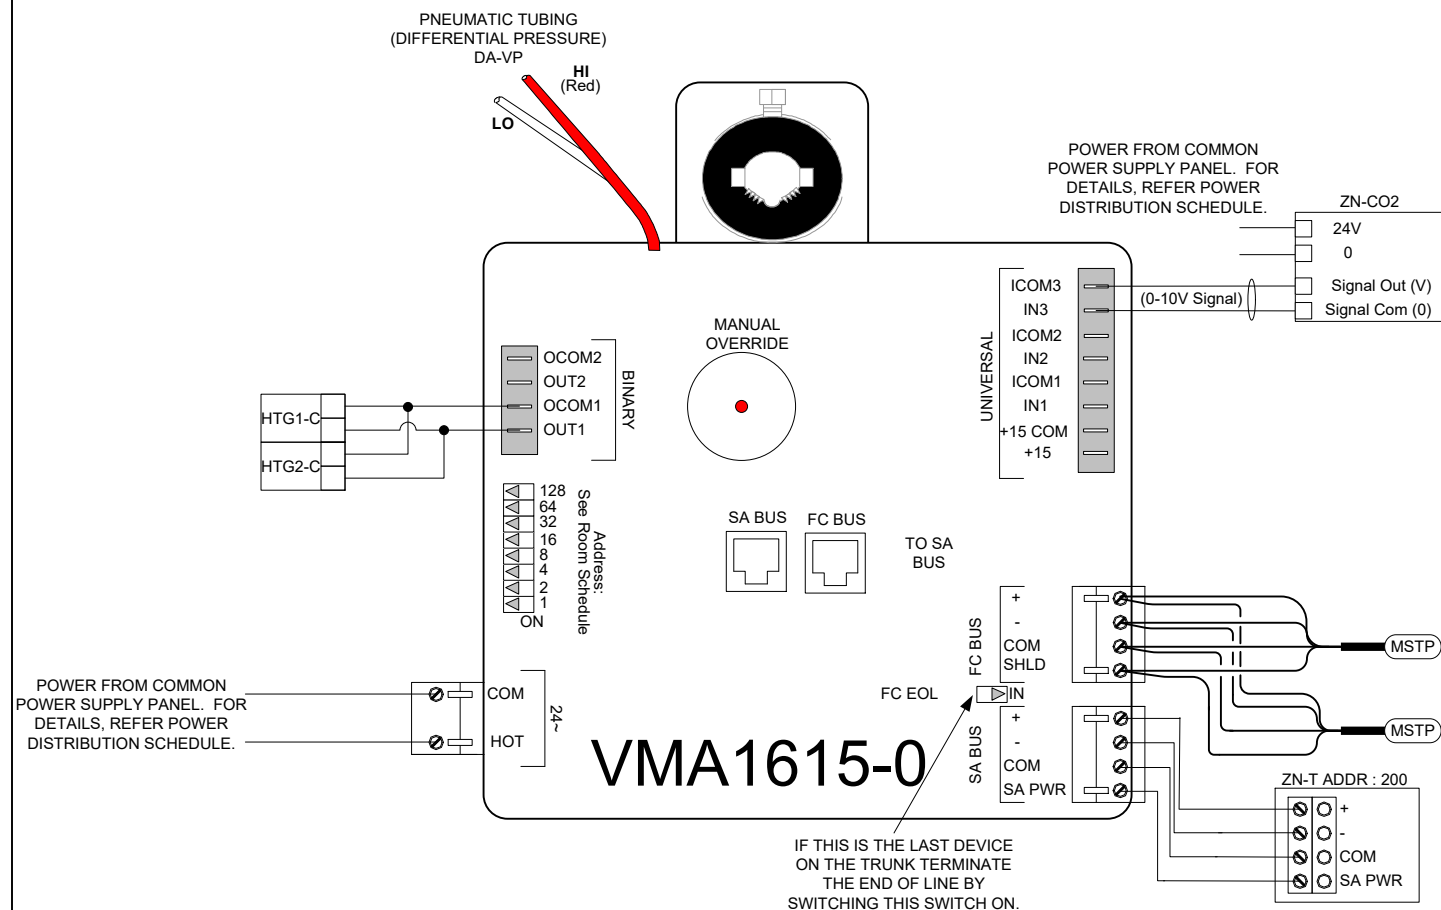 PNEUMATIC TUBING
(DIFFERENTIAL PRESSURE)
DA-VP
HI
(Red)
LO
POWER FROM COMMON
POWER SUPPLY PANEL. FOR
DETAILS, REFER POWER
DISTRIBUTION SCHEDULE.
ZN-CO2
24V
0
Signal Out (V)
Signal Com (0)
(0-10V Signal)
UNIVERSAL
ICOM3
IN3
ICOM2
IN2
ICOM1
IN1
+15 COM
+15
MANUAL
OVERRIDE
OCOM2
OUT2
OCOM1
OUT1
BINARY
HTG1-C
HTG2-C
128
64
32
16
8
4
2
1
ON
Address:
See Room Schedule
SA BUS
FC BUS
TO SA
BUS
FC BUS
+
-
COM
SHLD
MSTP
MSTP
FC EOL
IN
SA BUS
+
-
COM
SA PWR
POWER FROM COMMON
POWER SUPPLY PANEL. FOR
DETAILS, REFER POWER
DISTRIBUTION SCHEDULE.
COM
HOT
24~
VMA1615-0
ZN-T ADDR : 200
+
-
COM
SA PWR
IF THIS IS THE LAST DEVICE
ON THE TRUNK TERMINATE
THE END OF LINE BY
SWITCHING THIS SWITCH ON.